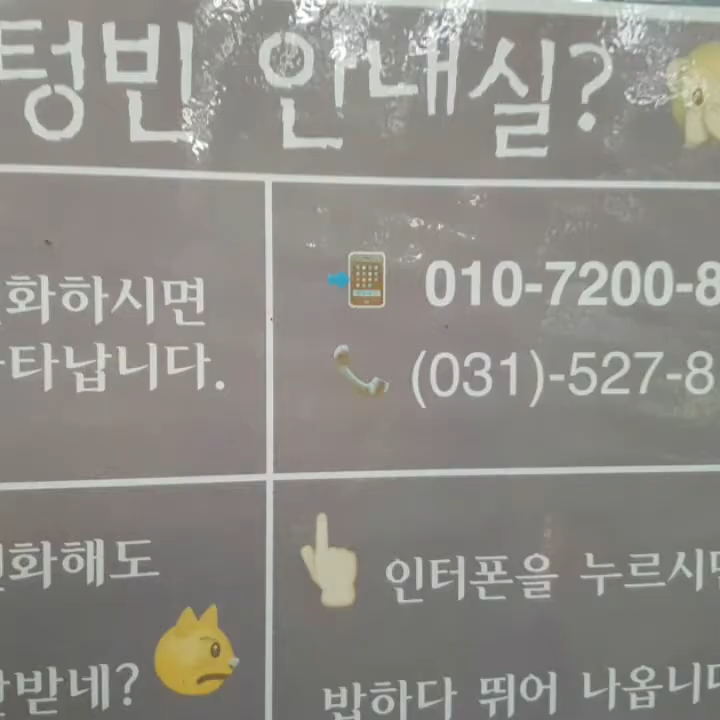 텅빈 안내실?
화하시면
타납니다.
010-7200-8
(031)-527-8
화해도
받네?
인터폰을 누르시면
밥하다 뛰어 나옵니다